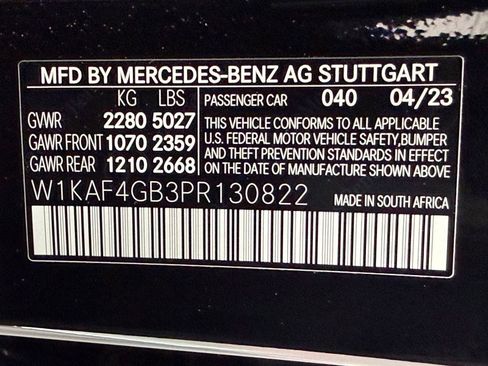 MFD BY MERCEDES-BENZ AG STUTTGART
KG LBS PASSENGER CAR 040 04/23
GVWR 2280 5027 THIS VEHICLE CONFORMS TO ALL APPLICABLE
GAWR FRONT 1070 2359 U.S. FEDERAL MOTOR VEHICLE SAFETY,BUMPER
GAWR REAR 1210 2668 AND THEFT PREVENTION STANDARDS IN EFFECT
ON THE DATE OF MANUFACTURE SHOWN ABOVE
W1KAF4GB3PR130822 MADE IN SOUTH AFRICA